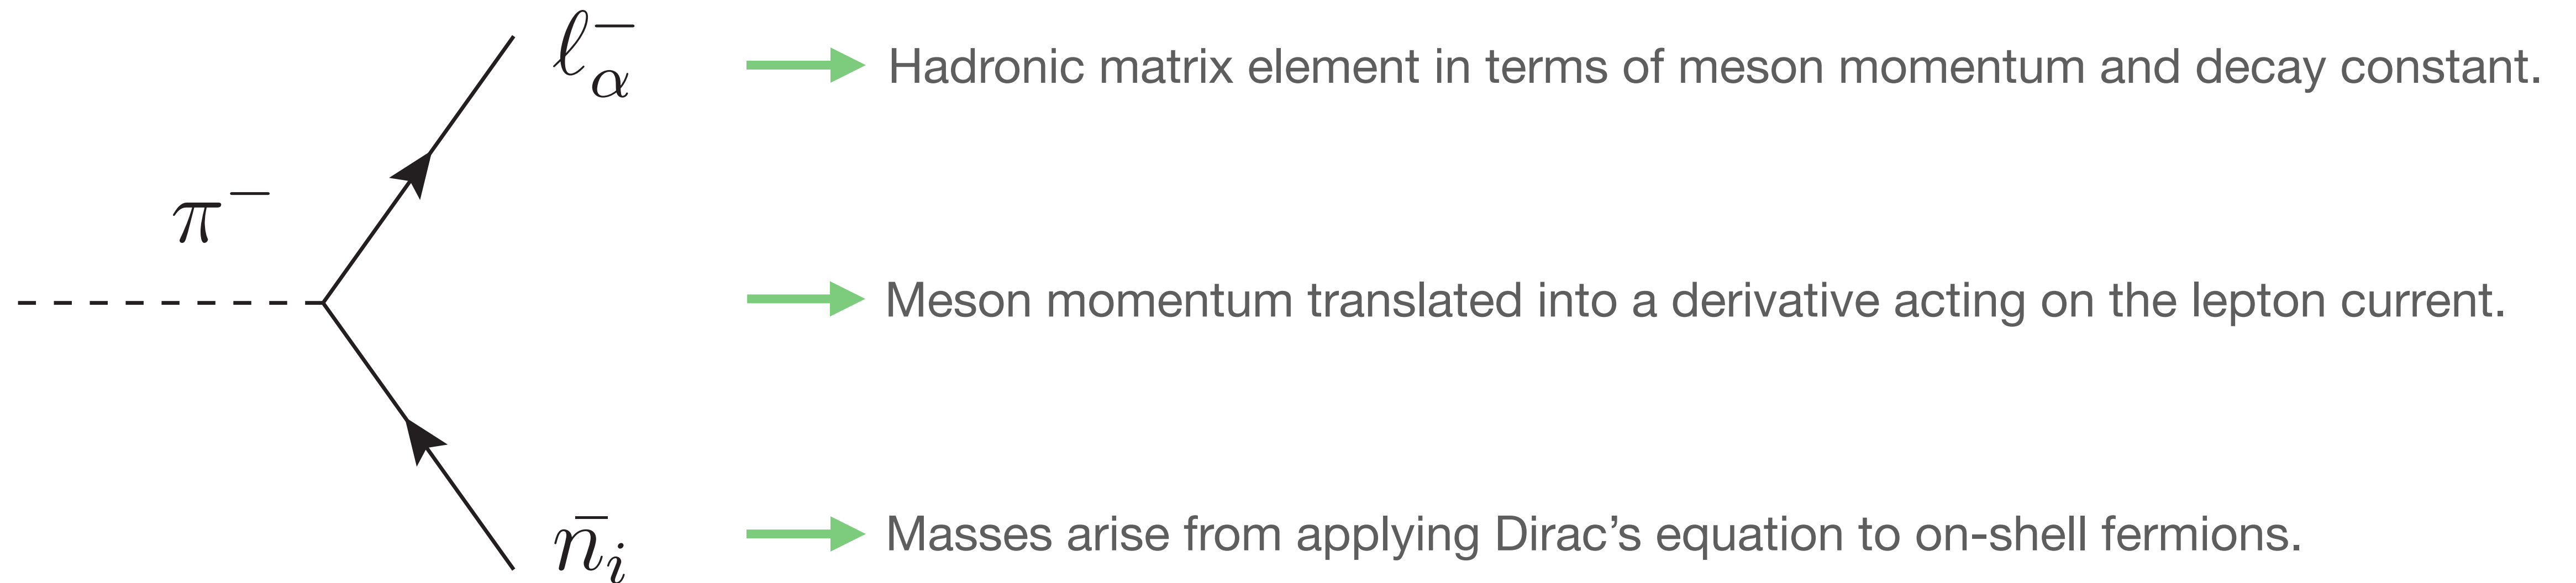 ℓ⁻_α
Hadronic matrix element in terms of meson momentum and decay constant.
π⁻
Meson momentum translated into a derivative acting on the lepton current.
n̄_i
Masses arise from applying Dirac’s equation to on-shell fermions.